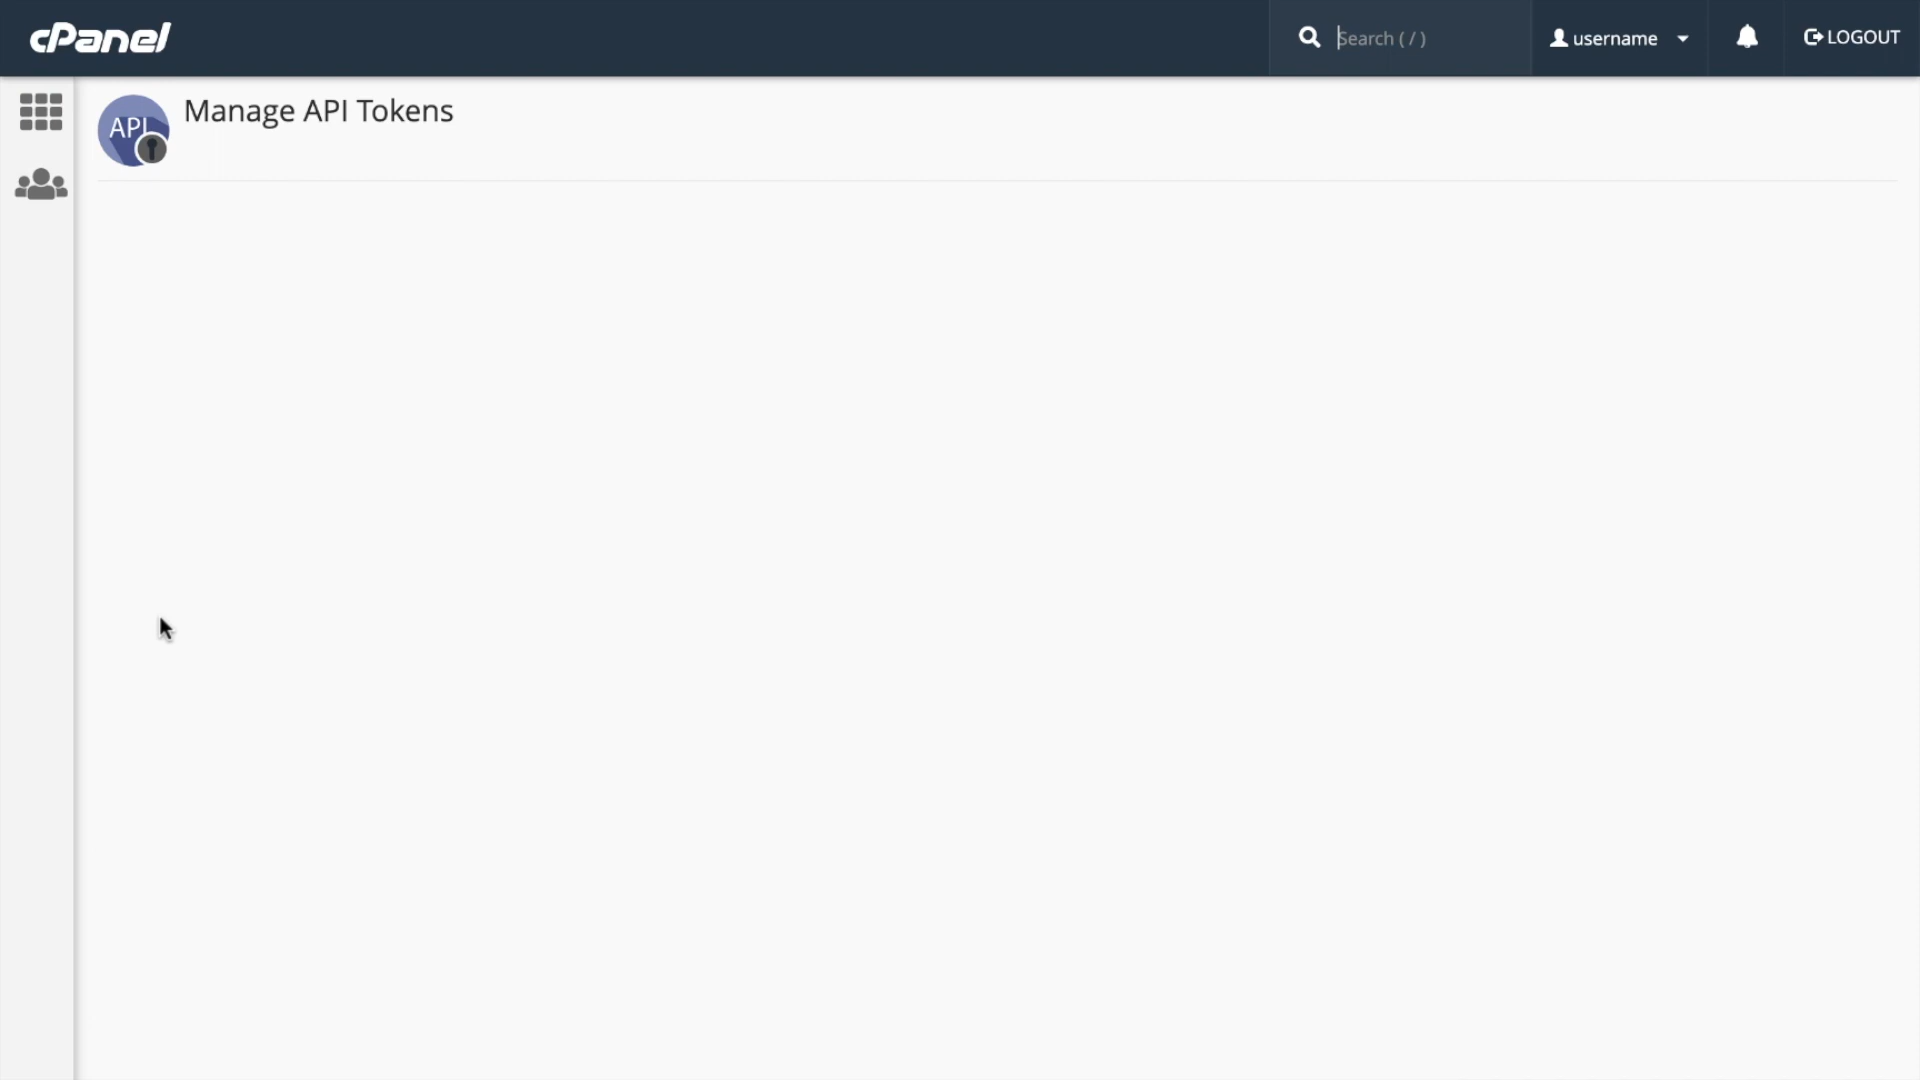 cPanel
Search ( / )
username
LOGOUT
API
Manage API Tokens